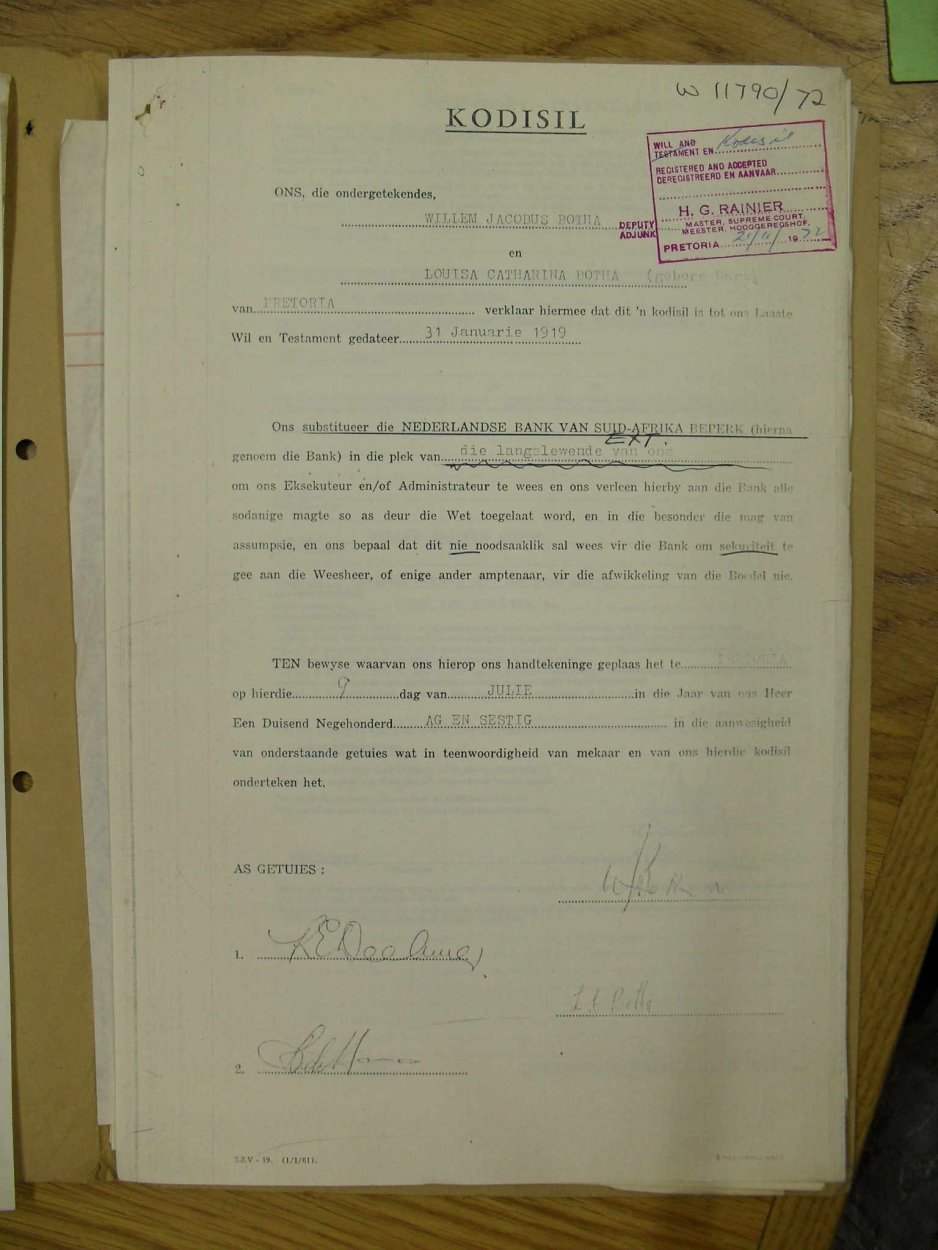 W 11790/72
KODISIL
WILL AND Kodisil
TESTAMENT EN
REGISTERED AND ACCEPTED
GEREGISTREERD EN AANVAAR
H. G. RAINIER
DEPUTY MASTER, SUPREME COURT.
ADJUNK MEESTER, HOOGGEREGSHOF.
PRETORIA 1972
ONS, die ondergetekendes,
WILLEM JACOBUS BOTHA
en
LOUISA CATHARINA BOTHA (gebore
van PRETORIA verklaar hiermee dat dit 'n kodisil is tot ons Laaste
Wil en Testament gedateer 31 Januarie 1919
Ons substitueer die NEDERLANDSE BANK VAN SUID-AFRIKA BEPERK (hierna
EXT.
genoem die Bank) in die plek van die langslewende van ons
om ons Eksekuteur en/of Administrateur te wees en ons verleen hierby aan die Bank alle
sodanige magte so as deur die Wet toegelaat word, en in die besonder die mag van
assumpsie, en ons bepaal dat dit nie noodsaaklik sal wees vir die Bank om sekuriteit te
gee aan die Weesheer, of enige ander amptenaar, vir die afwikkeling van die Boedel nie.
TEN bewyse waarvan ons hierop ons handtekeninge geplaas het te PRETORIA
op hierdie 9 dag van JULIE in die Jaar van ons Heer
Een Duisend Negehonderd AG EN SESTIG in die aanwesigheid
van onderstaande getuies wat in teenwoordigheid van mekaar en van ons hierdie kodisil
onderteken het.
AS GETUIES :
1.
Botha
2.
(1/1/61).